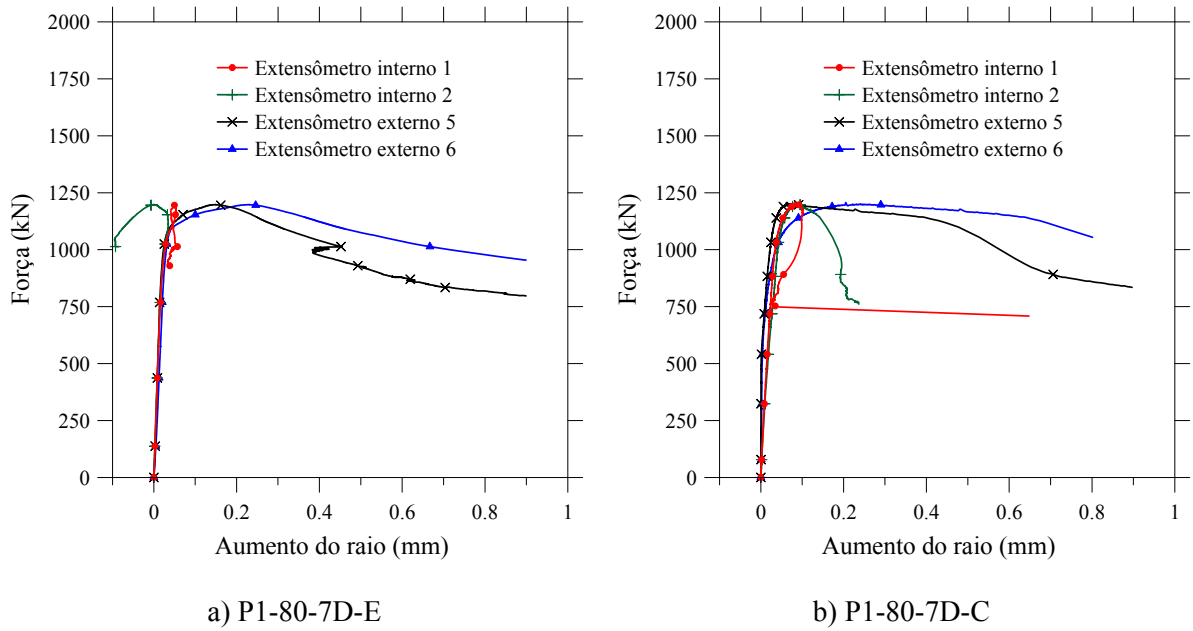 2000
1750
1500
1250
1000
750
500
250
0
Força (kN)
Extensômetro interno 1
Extensômetro interno 2
Extensômetro externo 5
Extensômetro externo 6
0 0.2 0.4 0.6 0.8 1
Aumento do raio (mm)
a) P1-80-7D-E
2000
1750
1500
1250
1000
750
500
250
0
Força (kN)
Extensômetro interno 1
Extensômetro interno 2
Extensômetro externo 5
Extensômetro externo 6
0 0.2 0.4 0.6 0.8 1
Aumento do raio (mm)
b) P1-80-7D-C